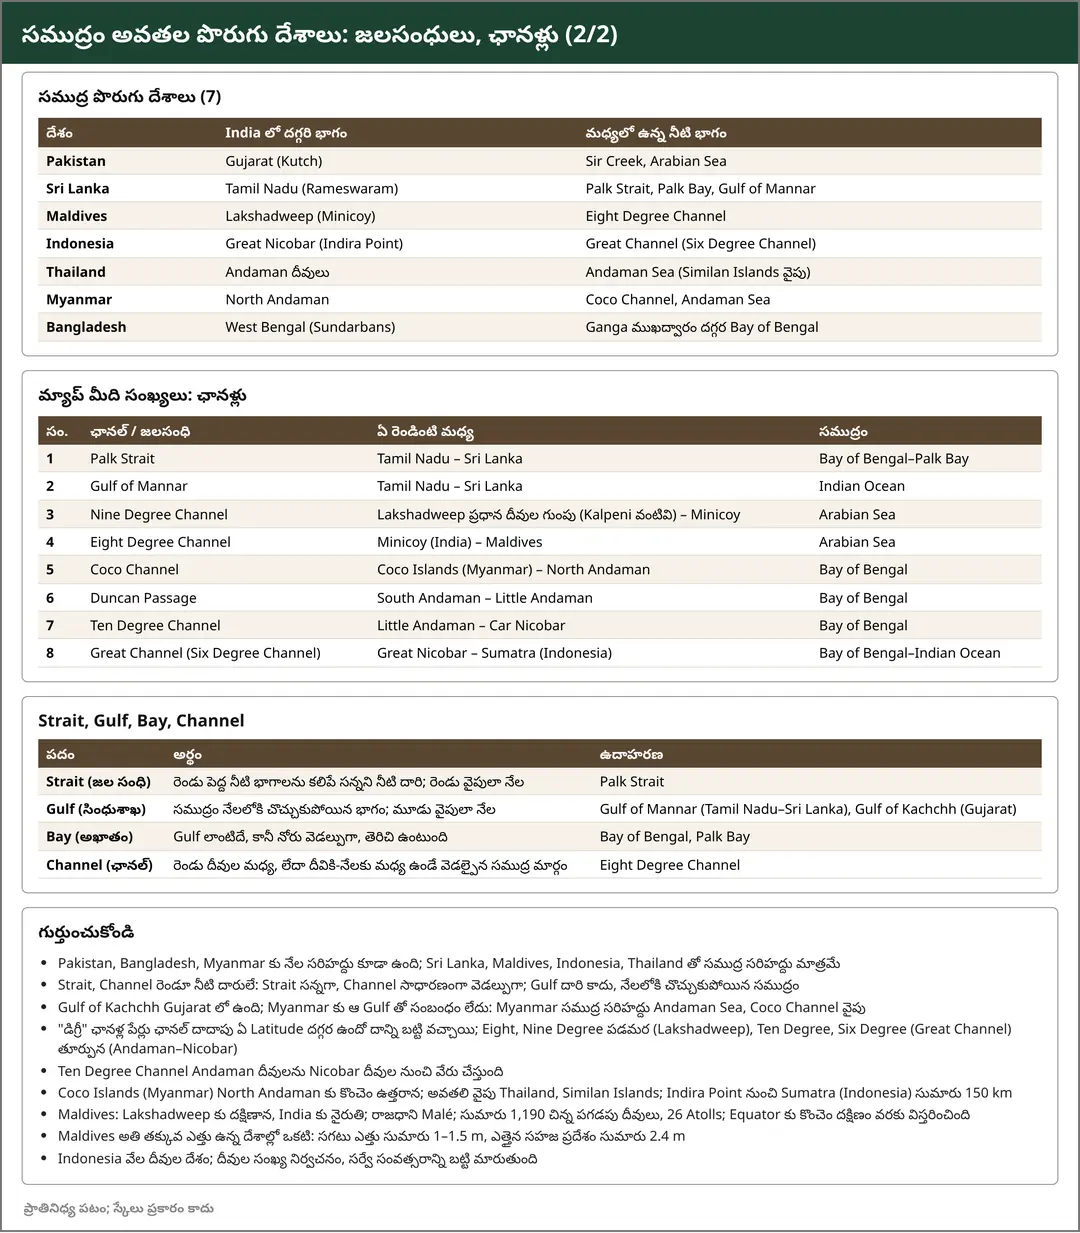 సముద్రం అవతల పొరుగు దేశాలు: జలసంధులు, ఛానళ్లు (2/2)
సముద్ర పొరుగు దేశాలు (7)
దేశం India లో దగ్గరి భాగం మధ్యలో ఉన్న నీటి భాగం
Pakistan Gujarat (Kutch) Sir Creek, Arabian Sea
Sri Lanka Tamil Nadu (Rameswaram) Palk Strait, Palk Bay, Gulf of Mannar
Maldives Lakshadweep (Minicoy) Eight Degree Channel
Indonesia Great Nicobar (Indira Point) Great Channel (Six Degree Channel)
Thailand Andaman దీవులు Andaman Sea (Similan Islands వైపు)
Myanmar North Andaman Coco Channel, Andaman Sea
Bangladesh West Bengal (Sundarbans) Ganga ముఖద్వారం దగ్గర Bay of Bengal
మ్యాప్ మీది సంఖ్యలు: ఛానళ్లు
సం. ఛానల్ / జలసంధి ఏ రెండింటి మధ్య సముద్రం
1 Palk Strait Tamil Nadu – Sri Lanka Bay of Bengal–Palk Bay
2 Gulf of Mannar Tamil Nadu – Sri Lanka Indian Ocean
3 Nine Degree Channel Lakshadweep ప్రధాన దీవుల గుంపు (Kalpeni వంటివి) – Minicoy Arabian Sea
4 Eight Degree Channel Minicoy (India) – Maldives Arabian Sea
5 Coco Channel Coco Islands (Myanmar) – North Andaman Bay of Bengal
6 Duncan Passage South Andaman – Little Andaman Bay of Bengal
7 Ten Degree Channel Little Andaman – Car Nicobar Bay of Bengal
8 Great Channel (Six Degree Channel) Great Nicobar – Sumatra (Indonesia) Bay of Bengal–Indian Ocean
Strait, Gulf, Bay, Channel
పదం అర్థం ఉదాహరణ
Strait (జల సంధి) రెండు పెద్ద నీటి భాగాలను కలిపే సన్నని నీటి దారి; రెండు వైపులా నేల Palk Strait
Gulf (సింధుశాఖ) సముద్రం నేలలోకి చొచ్చుకుపోయిన భాగం; మూడు వైపులా నేల Gulf of Mannar (Tamil Nadu–Sri Lanka), Gulf of Kachchh (Gujarat)
Bay (అఖాతం) Gulf లాంటిదే, కానీ నోరు వెడల్పుగా, తెరిచి ఉంటుంది Bay of Bengal, Palk Bay
Channel (ఛానల్) రెండు దీవుల మధ్య, లేదా దీవికి-నేలకు మధ్య ఉండే వెడల్పైన సముద్ర మార్గం Eight Degree Channel
గుర్తుంచుకోండి
• Pakistan, Bangladesh, Myanmar కు నేల సరిహద్దు కూడా ఉంది; Sri Lanka, Maldives, Indonesia, Thailand తో సముద్ర సరిహద్దు మాత్రమే
• Strait, Channel రెండూ నీటి దారులే: Strait సన్నగా, Channel సాధారణంగా వెడల్పుగా; Gulf దారి కాదు, నేలలోకి చొచ్చుకుపోయిన సముద్రం
• Gulf of Kachchh Gujarat లో ఉంది; Myanmar కు ఆ Gulf తో సంబంధం లేదు: Myanmar సముద్ర సరిహద్దు Andaman Sea, Coco Channel వైపు
• "డిగ్రీ" ఛానళ్ల పేర్లు ఛానల్ దాదాపు ఏ Latitude దగ్గర ఉందో దాన్ని బట్టి వచ్చాయి; Eight, Nine Degree పడమర (Lakshadweep), Ten Degree, Six Degree (Great Channel)
తూర్పున (Andaman–Nicobar)
• Ten Degree Channel Andaman దీవులను Nicobar దీవుల నుంచి వేరు చేస్తుంది
• Coco Islands (Myanmar) North Andaman కు కొంచెం ఉత్తరాన; అవతలి వైపు Thailand, Similan Islands; Indira Point నుంచి Sumatra (Indonesia) సుమారు 150 km
• Maldives: Lakshadweep కు దక్షిణాన, India కు నైరుతి; రాజధాని Malé; సుమారు 1,190 చిన్న పగడపు దీవులు, 26 Atolls; Equator కు కొంచెం దక్షిణం వరకు విస్తరించింది
• Maldives అతి తక్కువ ఎత్తు ఉన్న దేశాల్లో ఒకటి: సగటు ఎత్తు సుమారు 1–1.5 m, ఎత్తైన సహజ ప్రదేశం సుమారు 2.4 m
• Indonesia వేల దీవుల దేశం; దీవుల సంఖ్య నిర్వచనం, సర్వే సంవత్సరాన్ని బట్టి మారుతుంది
ప్రాతినిధ్య పటం; స్కేలు ప్రకారం కాదు